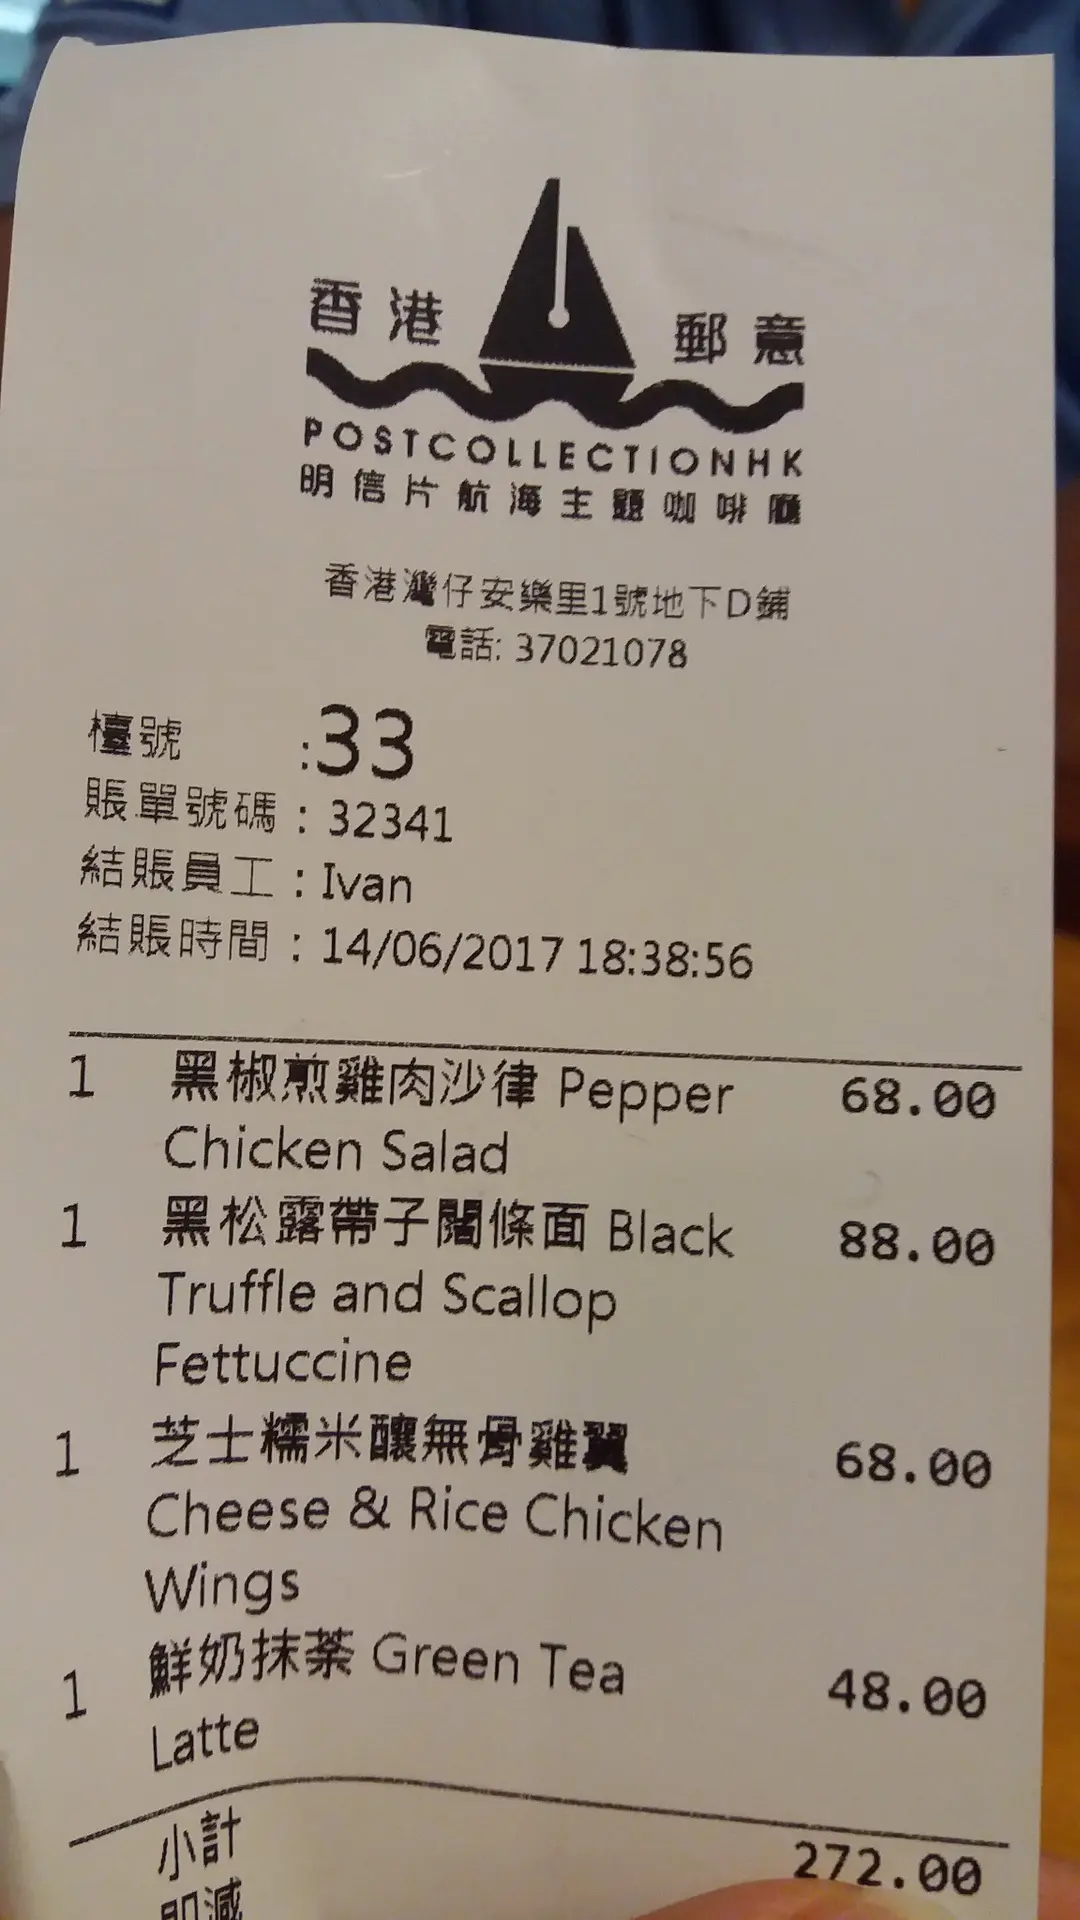 香港 郵意
POSTCOLLECTIONHK
明信片航海主題咖啡廳
香港灣仔安樂里1號地下D鋪
電話: 37021078
檯號 :33
賬單號碼 : 32341
結賬員工 : Ivan
結賬時間 : 14/06/2017 18:38:56
1 黑椒煎雞肉沙律 Pepper 68.00
Chicken Salad
1 黑松露帶子闊條面 Black 88.00
Truffle and Scallop
Fettuccine
1 芝士糯米釀無骨雞翼 68.00
Cheese & Rice Chicken
Wings
1 鮮奶抹茶 Green Tea 48.00
Latte
小計 272.00
即減